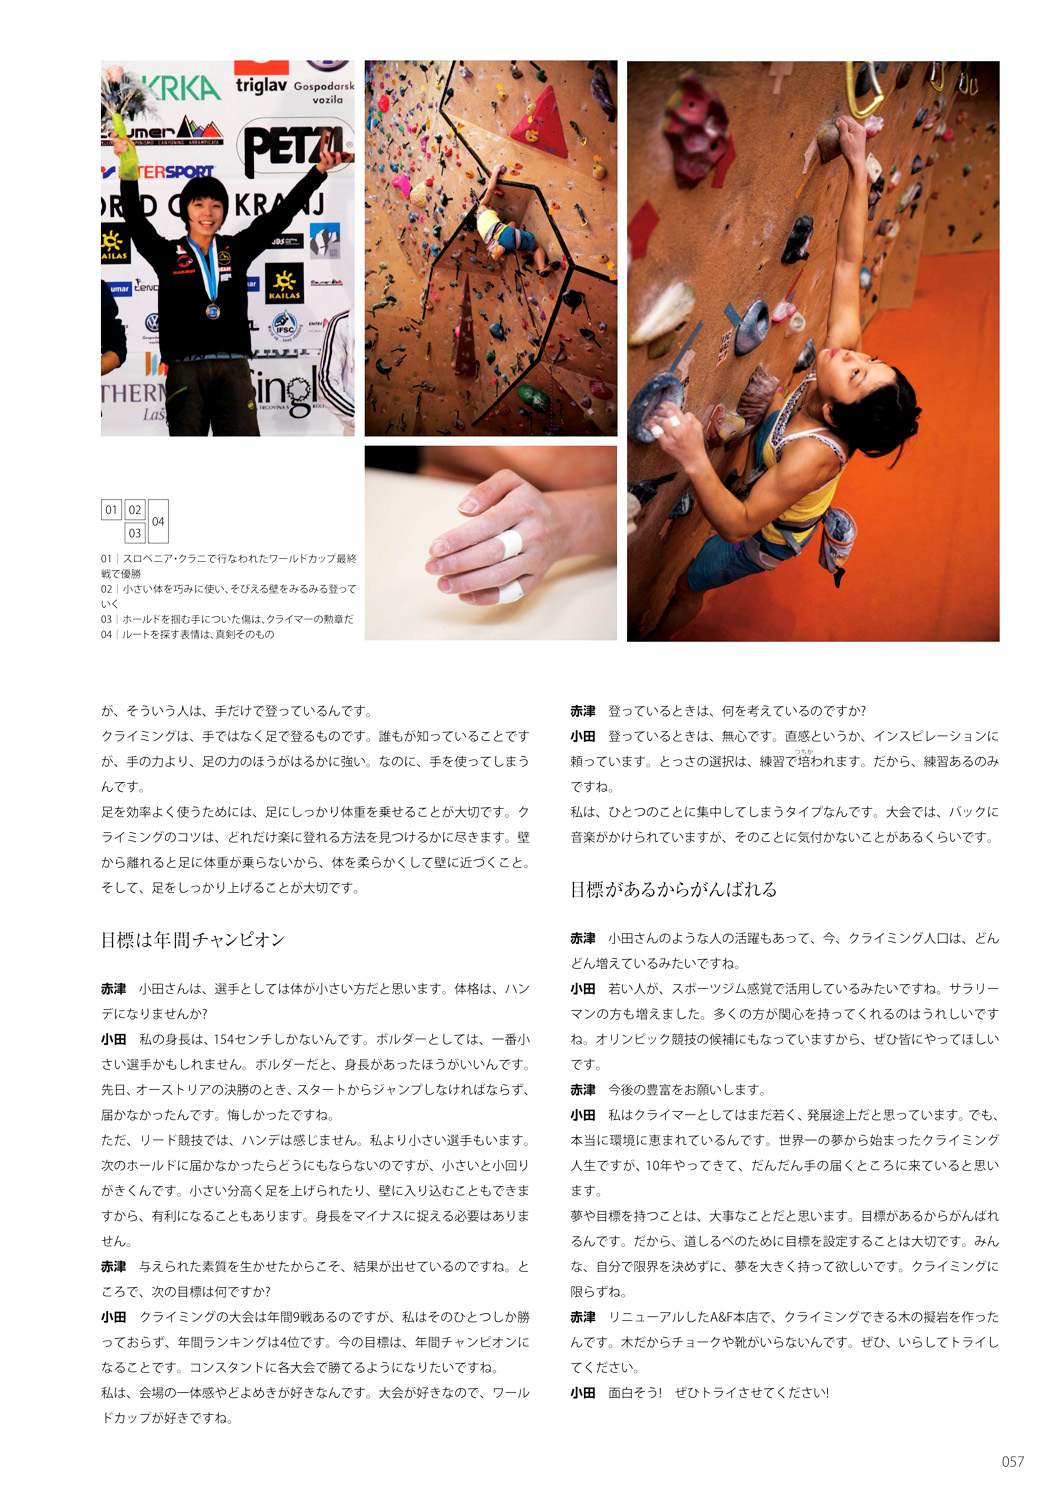 KRKA
triglav Gospodarska
vozila
PETZL
INTERSPORT
KRANJ
KAILAS
IFSC
01 02
04
03
01｜スロベニア・クラニで行なわれたワールドカップ最終
戦で優勝
02｜小さい体を巧みに使い、そびえる壁をみるみる登って
いく
03｜ホールドを掴む手についた傷は、クライマーの勲章だ
04｜ルートを探す表情は、真剣そのもの
が、そういう人は、手だけで登っているんです。
クライミングは、手ではなく足で登るものです。誰もが知っていることです
が、手の力より、足の力のほうがはるかに強い。なのに、手を使ってしまう
んです。
足を効率よく使うためには、足にしっかり体重を乗せることが大切です。ク
ライミングのコツは、どれだけ楽に登れる方法を見つけるかに尽きます。壁
から離れると足に体重が乗らないから、体を柔らかくして壁に近づくこと。
そして、足をしっかり上げることが大切です。
目標は年間チャンピオン
赤津　小田さんは、選手としては体が小さい方だと思います。体格は、ハン
デになりませんか?
小田　私の身長は、154センチしかないんです。ボルダーとしては、一番小
さい選手かもしれません。ボルダーだと、身長があったほうがいいんです。
先日、オーストリアの決勝のとき、スタートからジャンプしなければならず、
届かなかったんです。悔しかったですね。
ただ、リード競技では、ハンデは感じません。私より小さい選手もいます。
次のホールドに届かなかったらどうにもならないのですが、小さいと小回り
がきくんです。小さい分高く足を上げられたり、壁に入り込むこともできま
すから、有利になることもあります。身長をマイナスに捉える必要はありま
せん。
赤津　与えられた素質を生かせたからこそ、結果が出せているのですね。と
ころで、次の目標は何ですか?
小田　クライミングの大会は年間9戦あるのですが、私はそのひとつしか勝
っておらず、年間ランキングは4位です。今の目標は、年間チャンピオンに
なることです。コンスタントに各大会で勝てるようになりたいですね。
私は、会場の一体感やどよめきが好きなんです。大会が好きなので、ワール
ドカップが好きですね。
赤津　登っているときは、何を考えているのですか?
小田　登っているときは、無心です。直感というか、インスピレーションに
つちか
頼っています。とっさの選択は、練習で培われます。だから、練習あるのみ
ですね。
私は、ひとつのことに集中してしまうタイプなんです。大会では、バックに
音楽がかけられていますが、そのことに気付かないことがあるくらいです。
目標があるからがんばれる
赤津　小田さんのような人の活躍もあって、今、クライミング人口は、どん
どん増えているみたいですね。
小田　若い人が、スポーツジム感覚で活用しているみたいですね。サラリー
マンの方も増えました。多くの方が関心を持ってくれるのはうれしいです
ね。オリンピック競技の候補にもなっていますから、ぜひ皆にやってほしい
です。
赤津　今後の豊富をお願いします。
小田　私はクライマーとしてはまだ若く、発展途上だと思っています。でも、
本当に環境に恵まれているんです。世界一の夢から始まったクライミング
人生ですが、10年やってきて、だんだん手の届くところに来ていると思い
ます。
夢や目標を持つことは、大事なことだと思います。目標があるからがんばれ
るんです。だから、道しるべのために目標を設定することは大切です。みん
な、自分で限界を決めずに、夢を大きく持って欲しいです。クライミングに
限らずね。
赤津　リニューアルしたA&F本店で、クライミングできる木の擬岩を作った
んです。木だからチョークや靴がいらないんです。ぜひ、いらしてトライし
てください。
小田　面白そう!　ぜひトライさせてください!
057